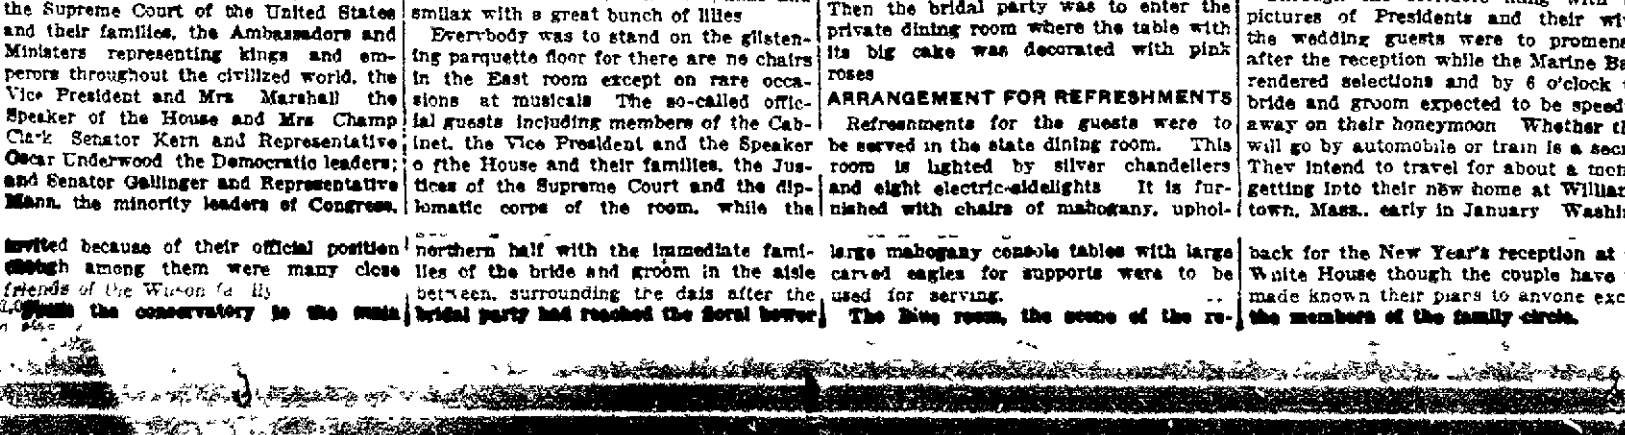 the Supreme Court of the United States
and their families, the Ambassadors and
Ministers representing kings and em-
perors throughout the civilized world, the
Vice President and Mrs Marshall the
Speaker of the House and Mrs Champ
Clark Senator Kern and Representative
Oscar Underwood the Democratic leaders;
and Senator Gallinger and Representative
Mann, the minority leaders of Congress,
invited because of their official position
though among them were many close
friends of the Wilson family
the conservatory to the main
smilax with a great bunch of lilies
Everybody was to stand on the glisten-
ing parquette floor for there are no chairs
in the East room except on rare occa-
sions at musicals The so-called offic-
ial guests including members of the Cab-
inet, the Vice President and the Speaker
o fthe House and their families, the Jus-
tices of the Supreme Court and the dip-
lomatic corps of the room, while the
northern half with the immediate fami-
lies of the bride and groom in the aisle
between, surrounding the dais after the
bridal party had reached the floral bower
Then the bridal party was to enter the
private dining room where the table with
its big cake was decorated with pink
roses
ARRANGEMENT FOR REFRESHMENTS
Refreshments for the guests were to
be served in the state dining room. This
room is lighted by silver chandeliers
and eight electric-sidelights It is fur-
nished with chairs of mahogany, uphol-
large mahogany console tables with large
carved eagles for supports were to be
used for serving.
The Blue room, the scene of the re-
pictures of Presidents and their
the wedding guests were to
after the reception while the Marine
rendered selections and by 6 o'clock
bride and groom expected to be
away on their honeymoon Whether
will go by automobile or train is a
They intend to travel for about a
getting into their new home at
town, Mass., early in January
back for the New Year's reception at
White House though the couple have
made known their plans to anyone
the members of the family circle.